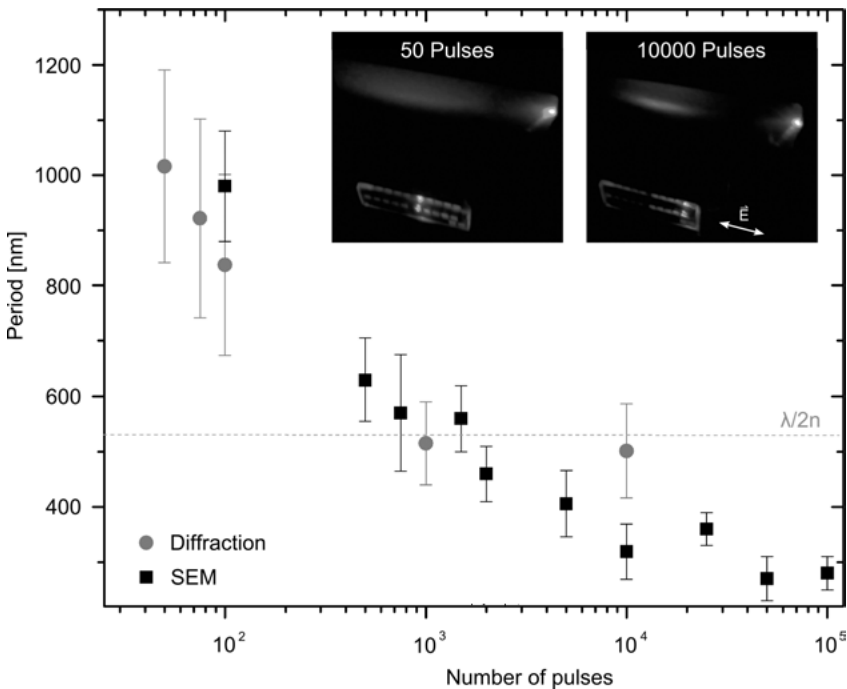 1200
1000
800
600
400
Period [nm]
50 Pulses
10000 Pulses
E⃗
λ/2n
Diffraction
SEM
10²
10³
10⁴
10⁵
Number of pulses